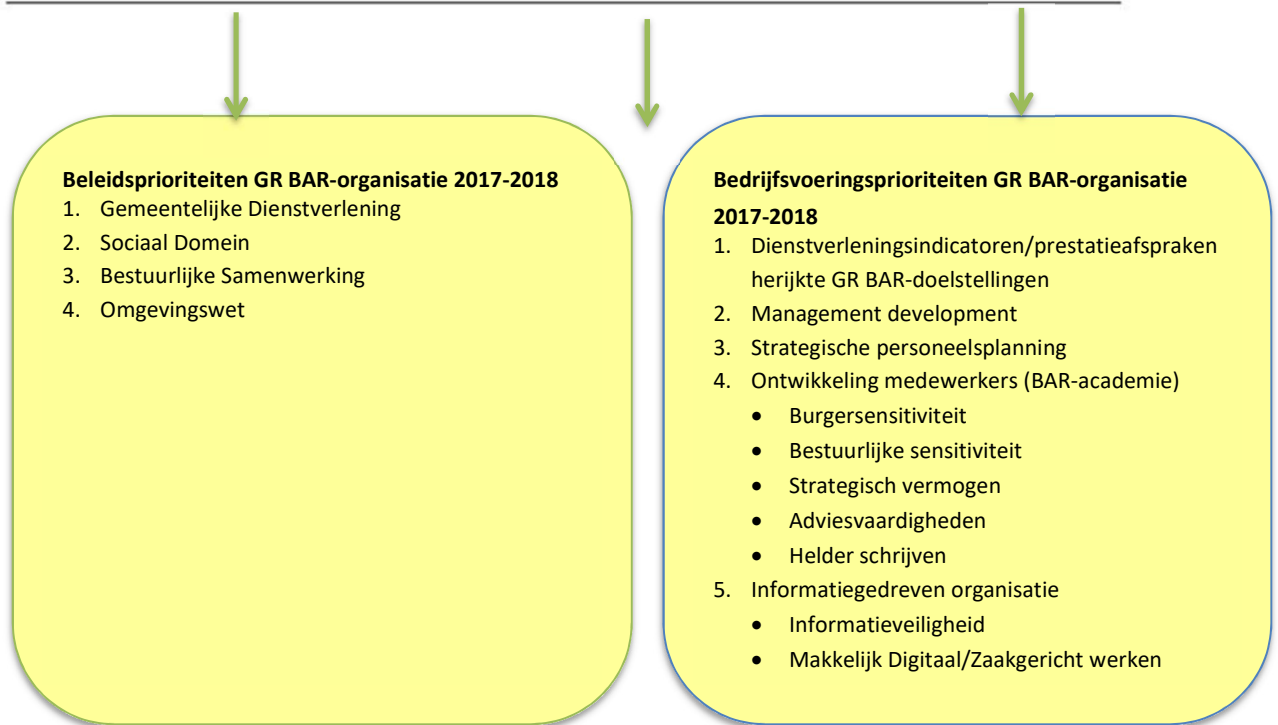 Beleidsprioriteiten GR BAR-organisatie 2017-2018
1. Gemeentelijke Dienstverlening
2. Sociaal Domein
3. Bestuurlijke Samenwerking
4. Omgevingswet
Bedrijfsvoeringsprioriteiten GR BAR-organisatie
2017-2018
1. Dienstverleningsindicatoren/prestatieafspraken
herijkte GR BAR-doelstellingen
2. Management development
3. Strategische personeelsplanning
4. Ontwikkeling medewerkers (BAR-academie)
• Burgersensitiviteit
• Bestuurlijke sensitiviteit
• Strategisch vermogen
• Adviesvaardigheden
• Helder schrijven
5. Informatiegedreven organisatie
• Informatieveiligheid
• Makkelijk Digitaal/Zaakgericht werken